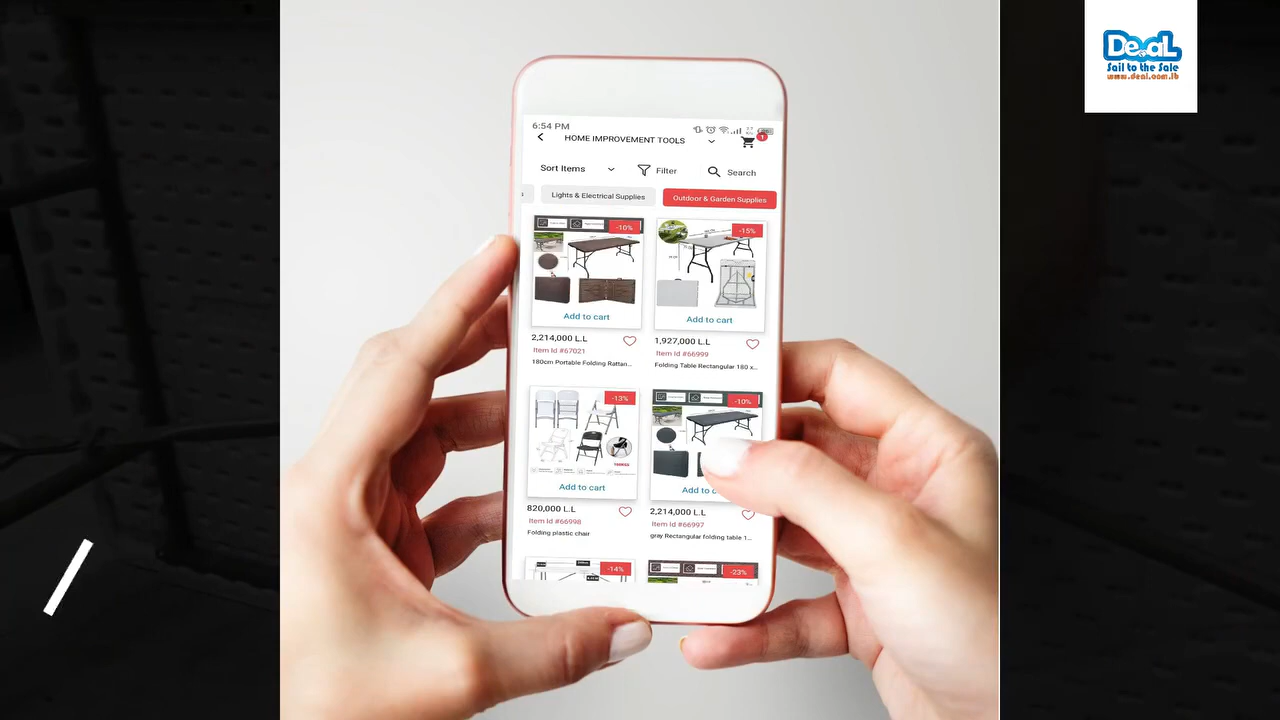 DeaL
Sail to the Sale
www.deal.com.lb
6:54 PM
HOME IMPROVEMENT TOOLS
1
Sort Items
Filter
Search
Lights & Electrical Supplies
Outdoor & Garden Supplies
-10%
-15%
Add to cart
Add to cart
2,214,000 L.L
1,927,000 L.L
Item Id #67021
Item Id #66999
180cm Portable Folding Rattan...
Folding Table Rectangular 180 x...
-13%
-10%
Add to cart
Add to c
820,000 L.L
2,214,000 L.L
Item Id #66998
Item Id #66997
Folding plastic chair
gray Rectangular folding table 1...
-14%
-23%